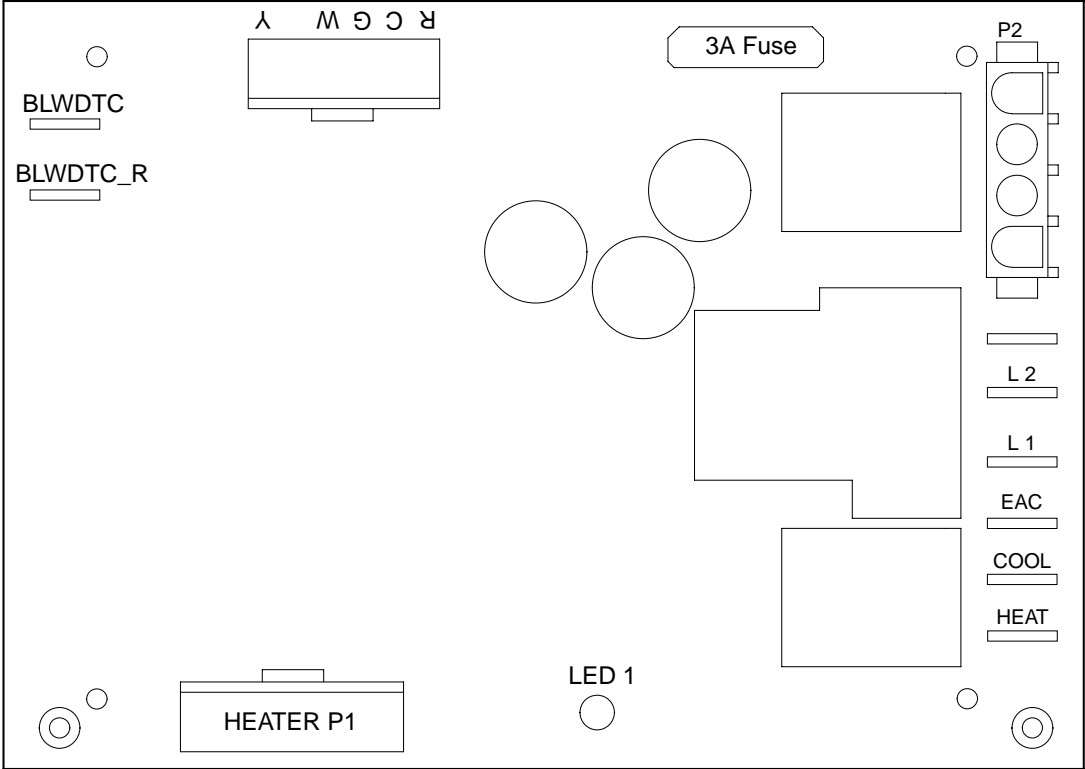 R C G W Y
3A Fuse
P2
BLWDTC
BLWDTC_R
L 2
L 1
EAC
COOL
HEAT
LED 1
HEATER P1